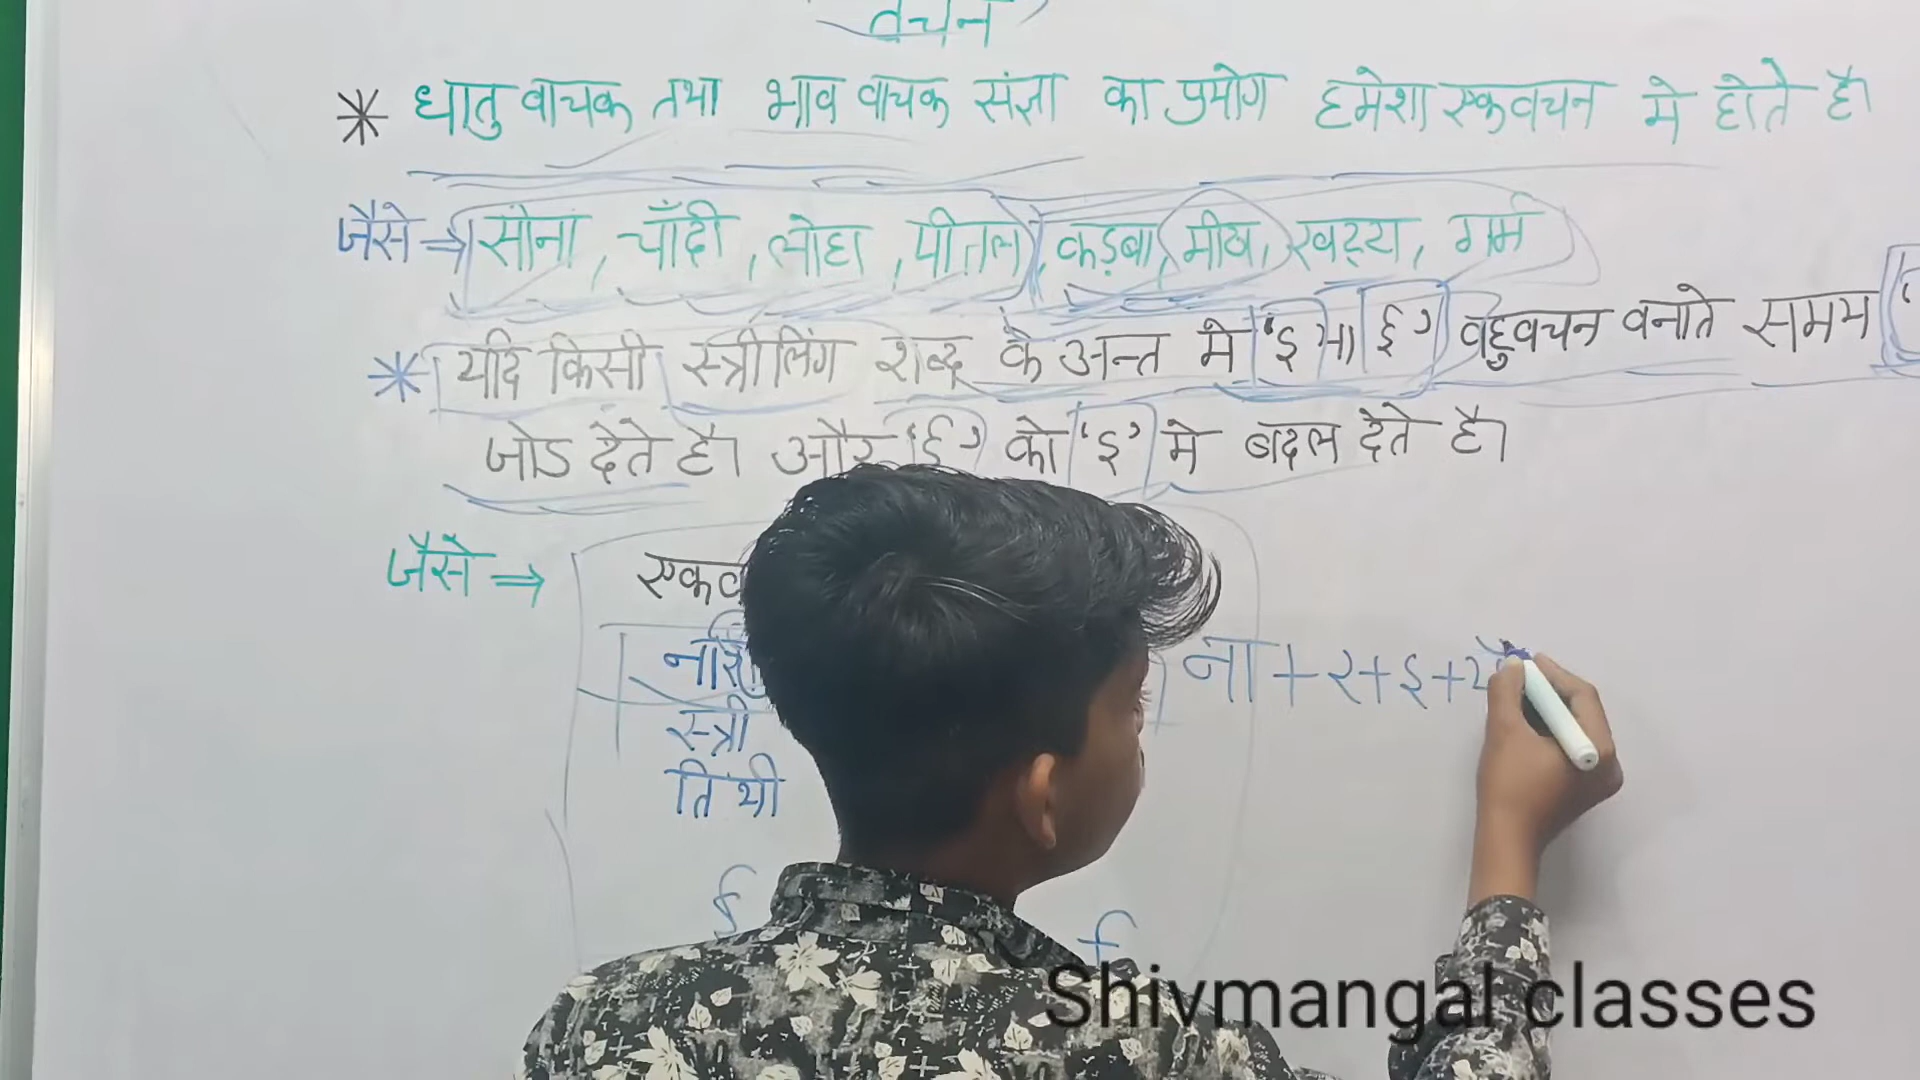 वचन
* धातु वाचक तथा भाव वाचक संज्ञा का प्रयोग हमेशा एकवचन मे होते है।
जैसे → सोना, चाँदी, लोहा, पीतल, कड़वा, मीठा, खट्टा, गर्म
* यदि किसी स्त्रीलिंग शब्द के अन्त मे 'इ या ई' बहुवचन बनाते समय '
जोड देते है। और 'ई' को 'इ' मे बदल देते है।
जैसे → एकव
नारी ना+र+इ+य
स्त्री
तिथी
Shivmangal classes